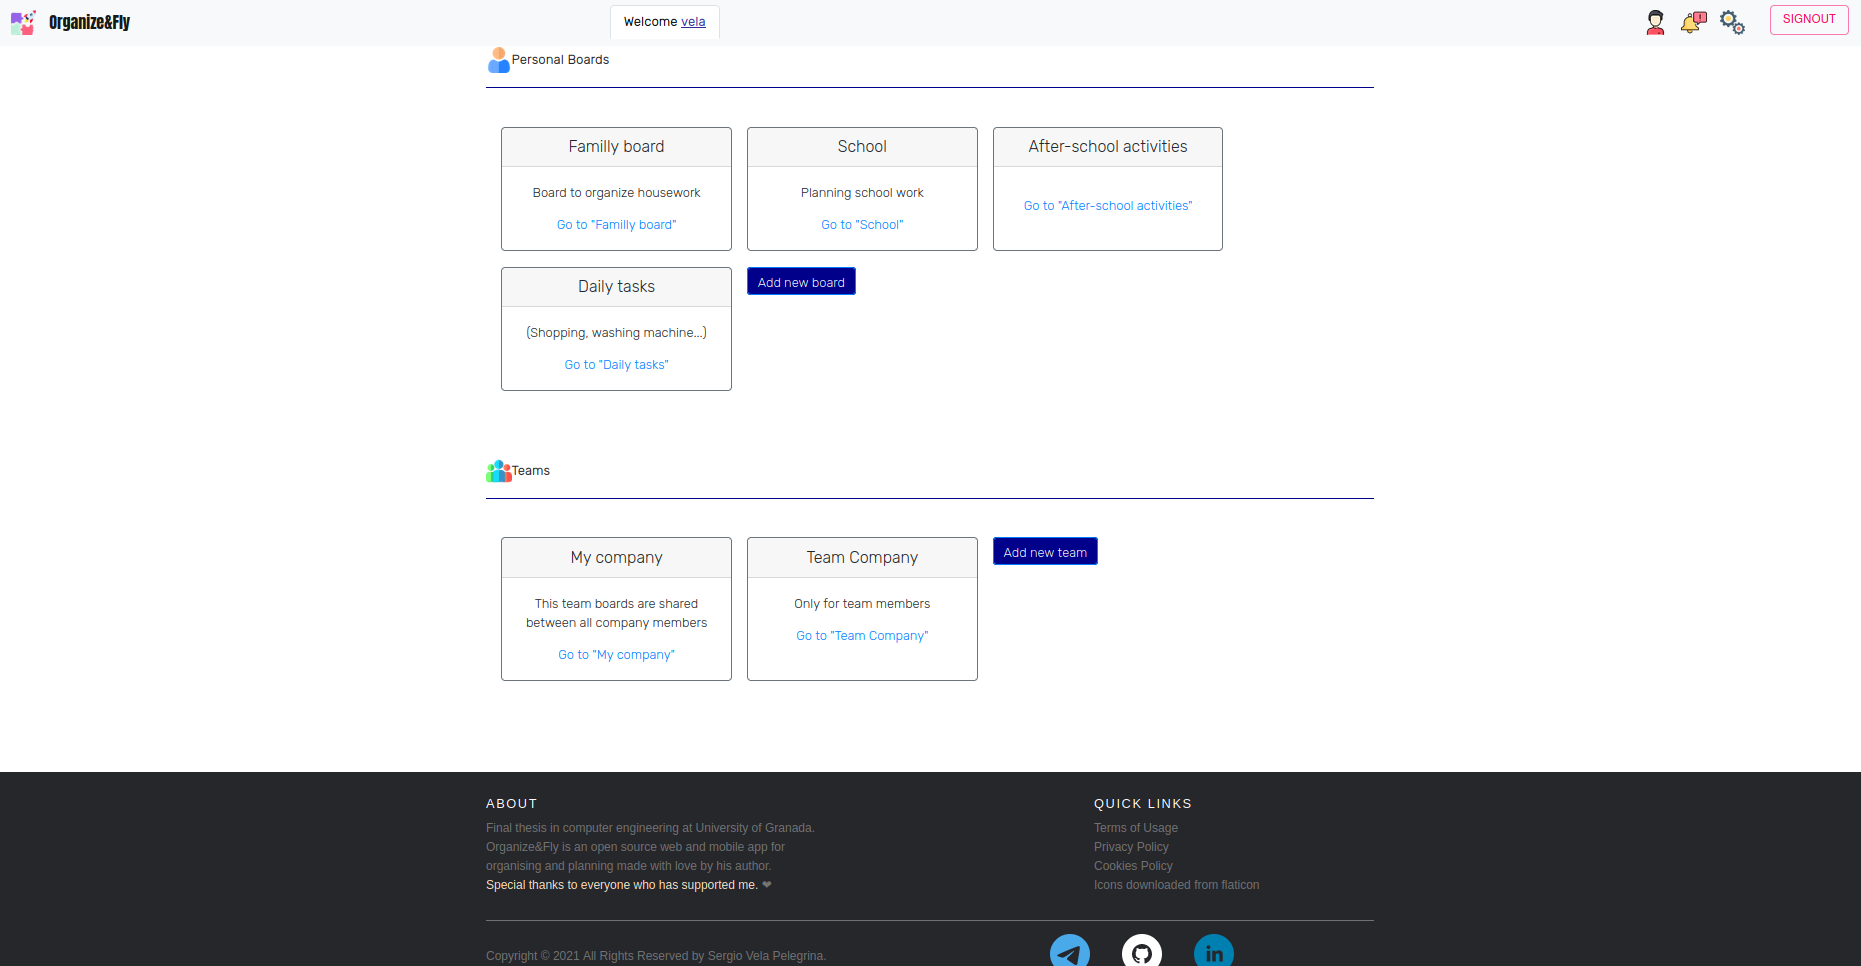 Organize&Fly
Welcome vela
SIGNOUT
Personal Boards
Familly board
Board to organize housework
Go to "Familly board"
School
Planning school work
Go to "School"
After-school activities
Go to "After-school activities"
Daily tasks
(Shopping, washing machine...)
Go to "Daily tasks"
Add new board
Teams
My company
This team boards are shared
between all company members
Go to "My company"
Team Company
Only for team members
Go to "Team Company"
Add new team
ABOUT
Final thesis in computer engineering at University of Granada.
Organize&Fly is an open source web and mobile app for
organising and planning made with love by his author.
Special thanks to everyone who has supported me. ❤
QUICK LINKS
Terms of Usage
Privacy Policy
Cookies Policy
Icons downloaded from flaticon
Copyright © 2021 All Rights Reserved by Sergio Vela Pelegrina.
in